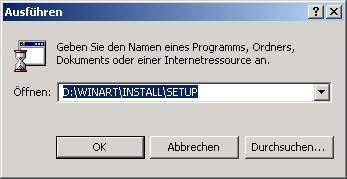 Ausführen
Geben Sie den Namen eines Programms, Ordners,
Dokuments oder einer Internetressource an.
Öffnen: D:\WINART\INSTALL\SETUP
OK Abbrechen Durchsuchen...